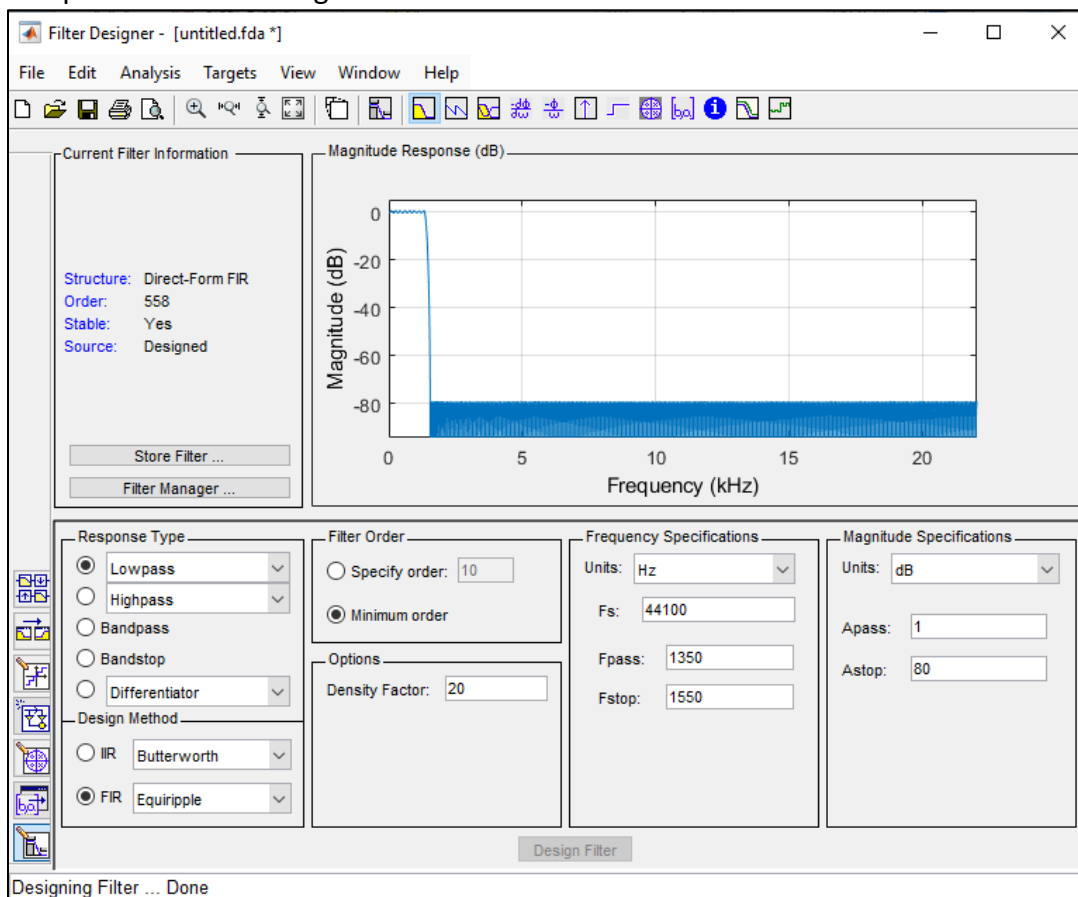 Filter Designer - [untitled.fda *]
File Edit Analysis Targets View Window Help
Current Filter Information
Structure: Direct-Form FIR
Order: 558
Stable: Yes
Source: Designed
Store Filter ...
Filter Manager ...
Magnitude Response (dB)
Magnitude (dB)
0
-20
-40
-60
-80
0 5 10 15 20
Frequency (kHz)
Response Type
Lowpass
Highpass
Bandpass
Bandstop
Differentiator
Design Method
IIR Butterworth
FIR Equiripple
Filter Order
Specify order: 10
Minimum order
Options
Density Factor: 20
Frequency Specifications
Units: Hz
Fs: 44100
Fpass: 1350
Fstop: 1550
Magnitude Specifications
Units: dB
Apass: 1
Astop: 80
Design Filter
Designing Filter ... Done